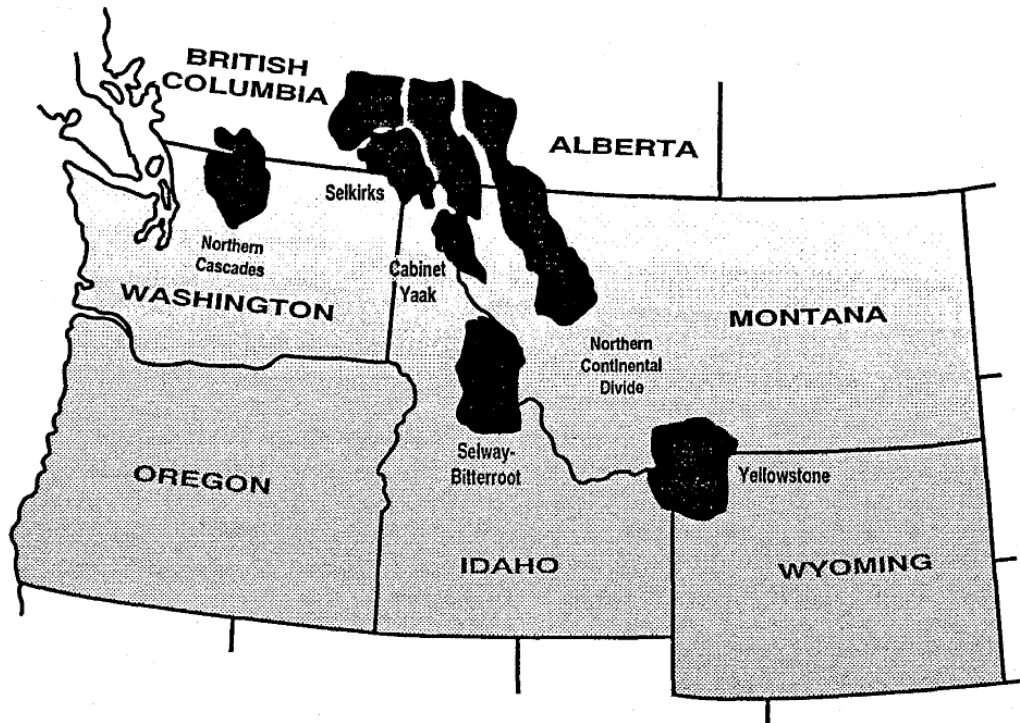 BRITISH
COLUMBIA
ALBERTA
Selkirks
Northern
Cascades
WASHINGTON
Cabinet
Yaak
MONTANA
Northern
Continental
Divide
OREGON
Selway-
Bitterroot
Yellowstone
IDAHO
WYOMING